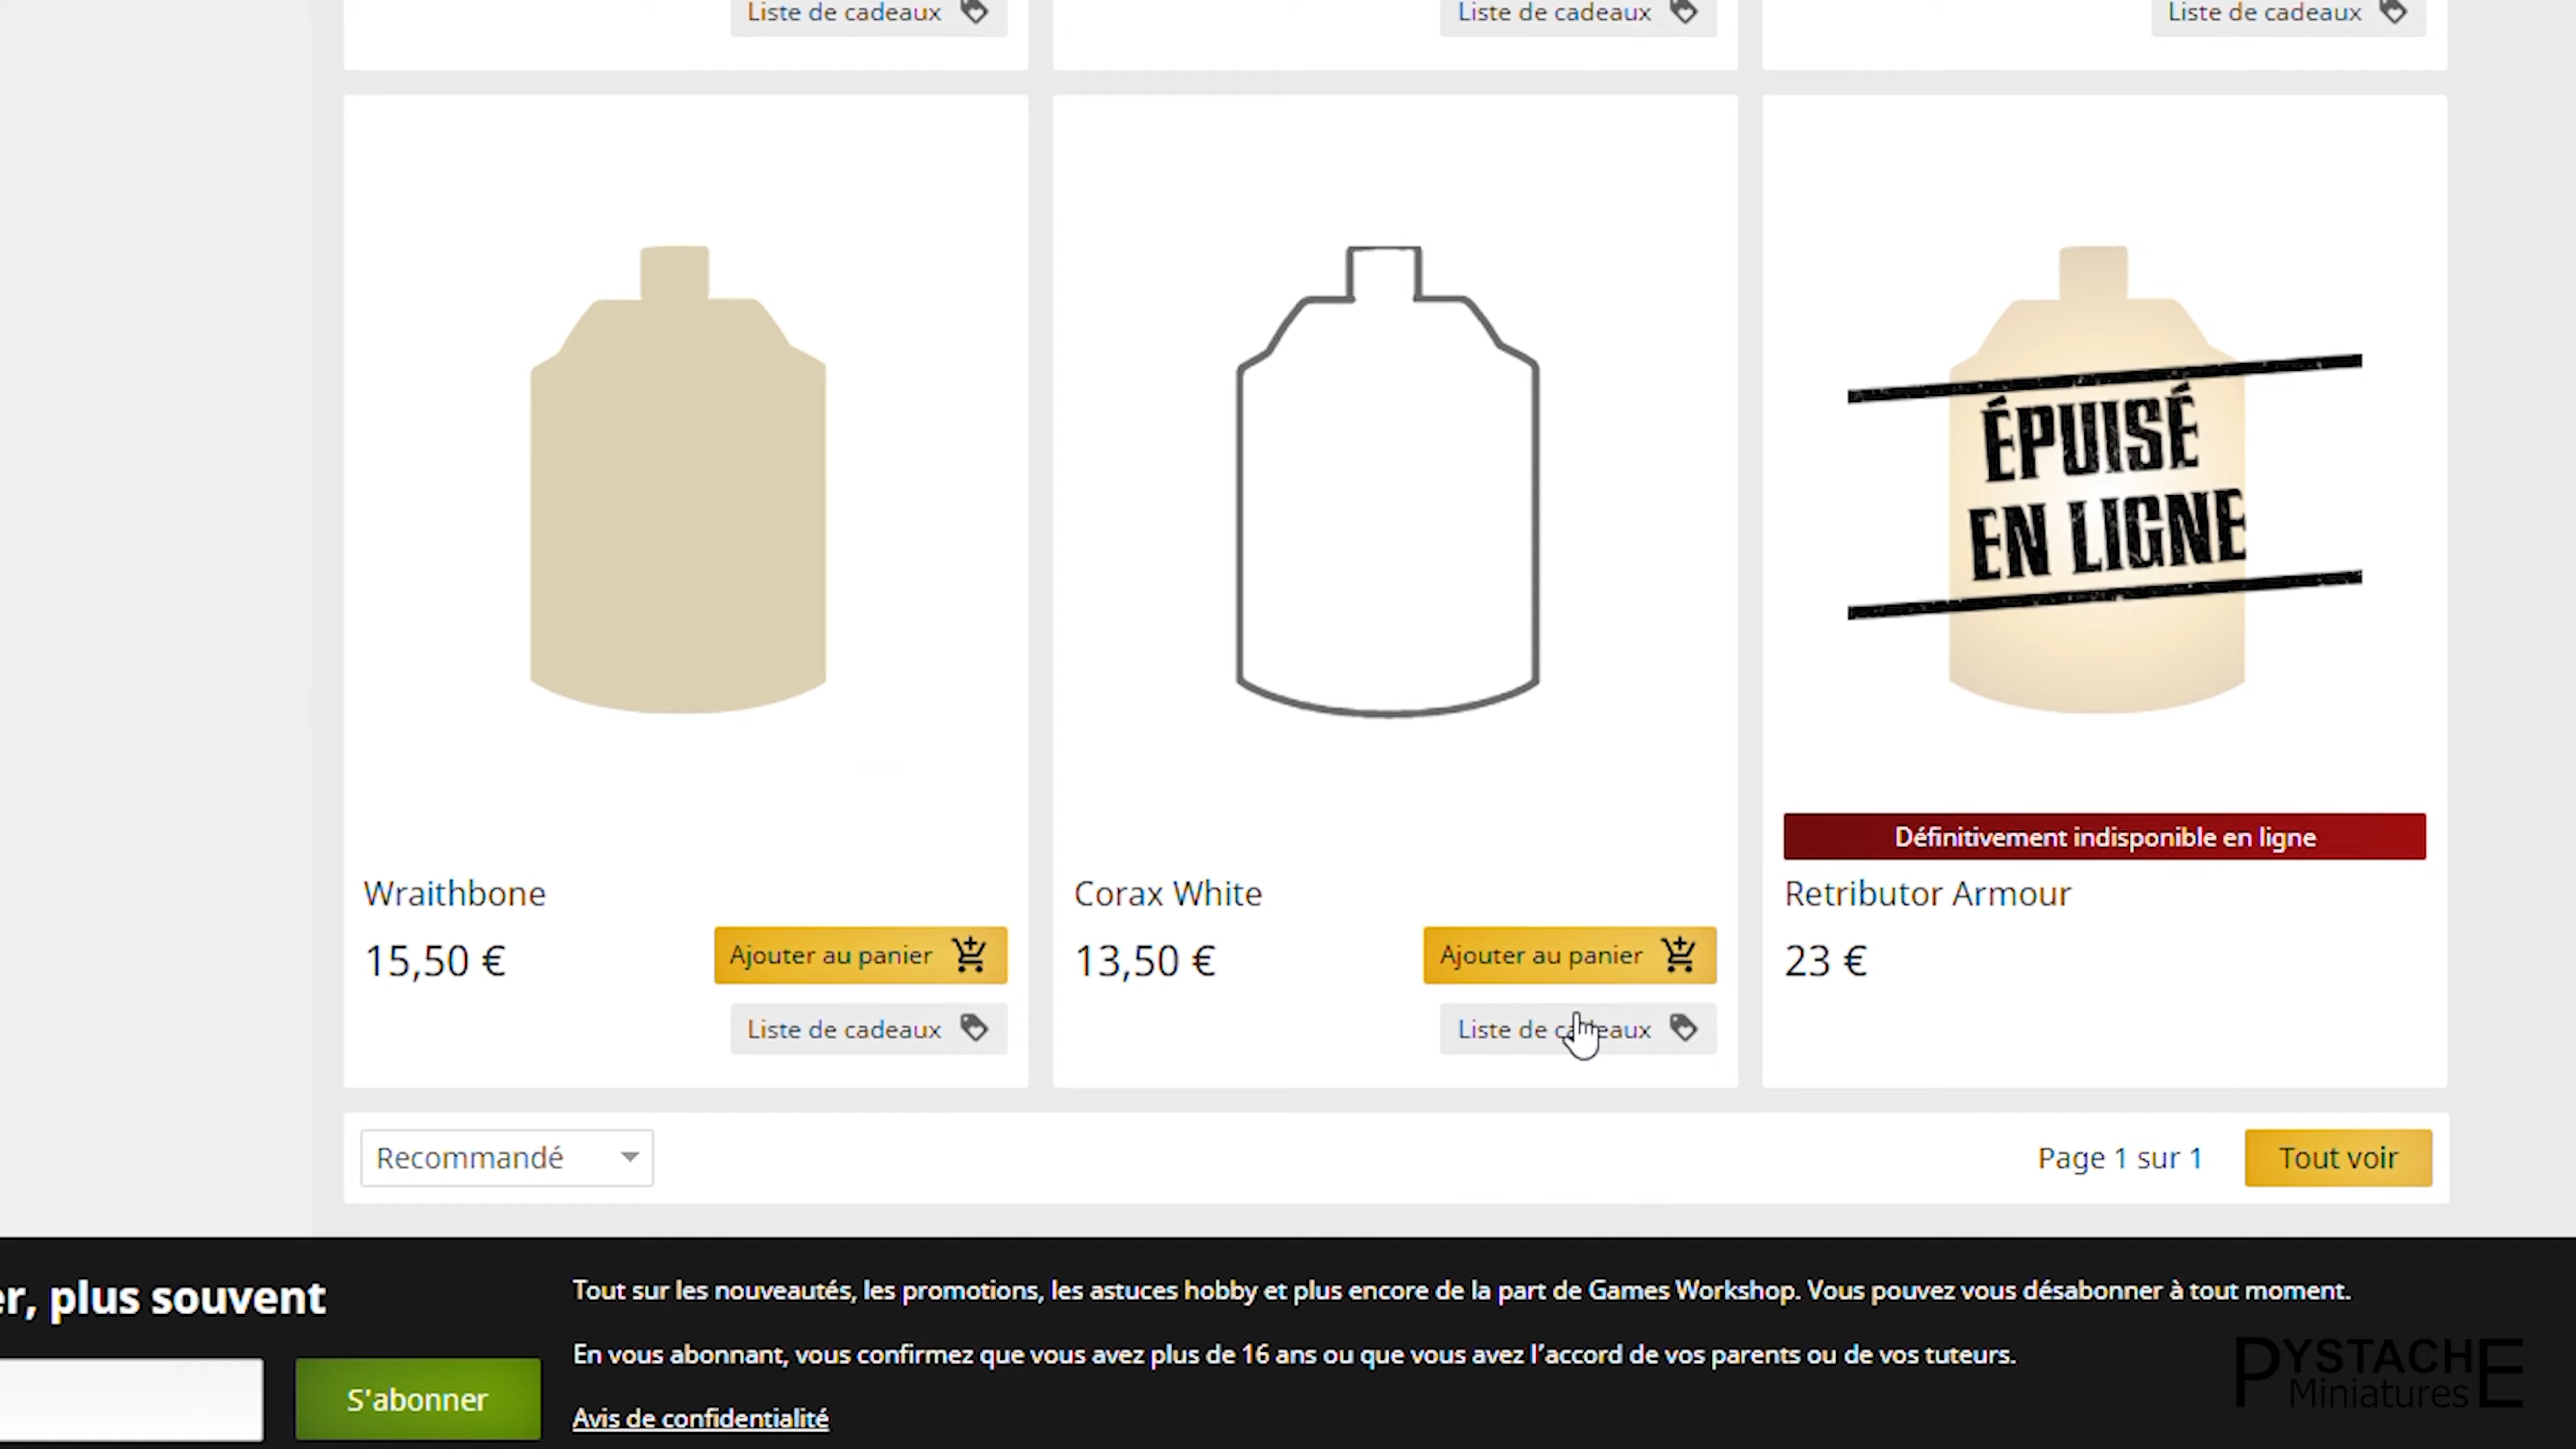 Liste de cadeaux
Liste de cadeaux
Liste de cadeaux
ÉPUISÉ
EN LIGNE
Définitivement indisponible en ligne
Wraithbone
15,50 €
Ajouter au panier
Liste de cadeaux
Corax White
13,50 €
Ajouter au panier
Liste de cadeaux
Retributor Armour
23 €
Recommandé
Page 1 sur 1
Tout voir
er, plus souvent
S'abonner
Tout sur les nouveautés, les promotions, les astuces hobby et plus encore de la part de Games Workshop. Vous pouvez vous désabonner à tout moment.
En vous abonnant, vous confirmez que vous avez plus de 16 ans ou que vous avez l'accord de vos parents ou de vos tuteurs.
Avis de confidentialité
PYSTACHE
Miniatures